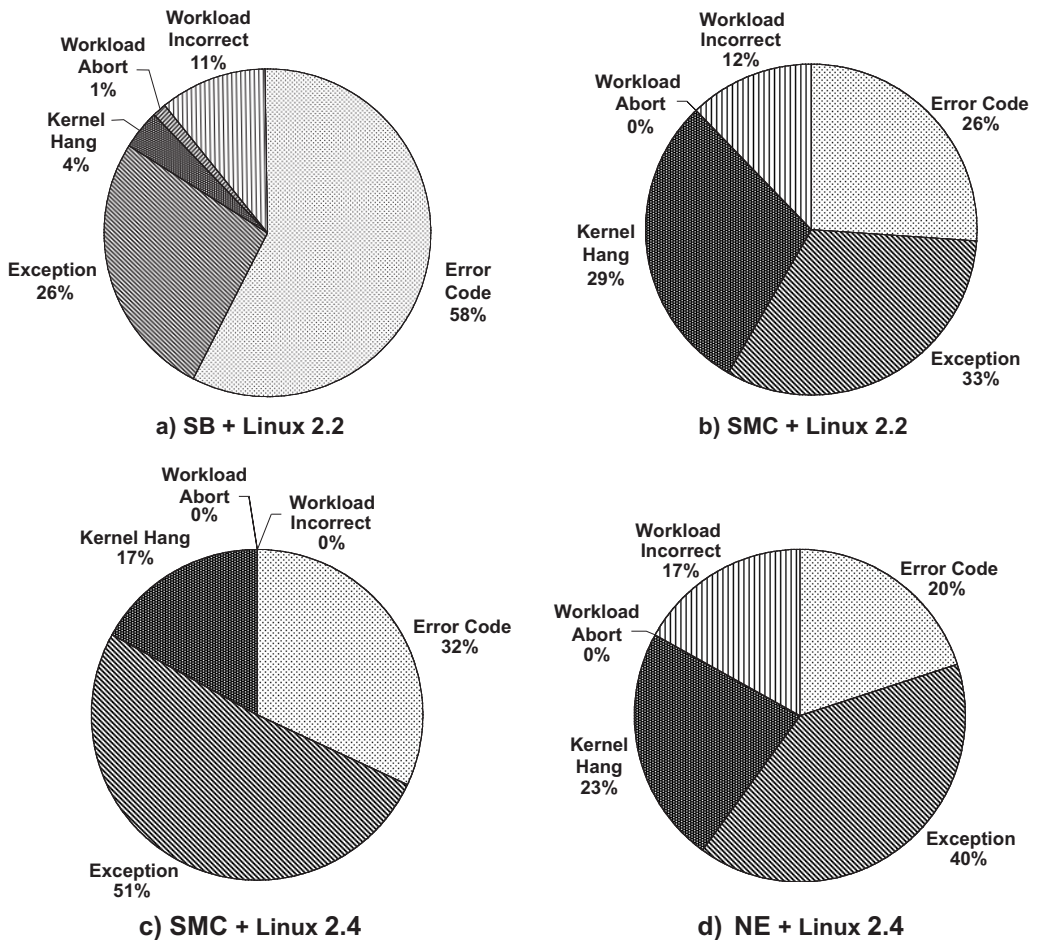 Workload
Incorrect
11%
Workload
Abort
1%
Kernel
Hang
4%
Exception
26%
Error
Code
58%
a) SB + Linux 2.2
Workload
Incorrect
12%
Workload
Abort
0%
Error Code
26%
Kernel
Hang
29%
Exception
33%
b) SMC + Linux 2.2
Workload
Abort
0%
Workload
Incorrect
0%
Kernel Hang
17%
Error Code
32%
Exception
51%
c) SMC + Linux 2.4
Workload
Incorrect
17%
Error Code
20%
Workload
Abort
0%
Kernel
Hang
23%
Exception
40%
d) NE + Linux 2.4